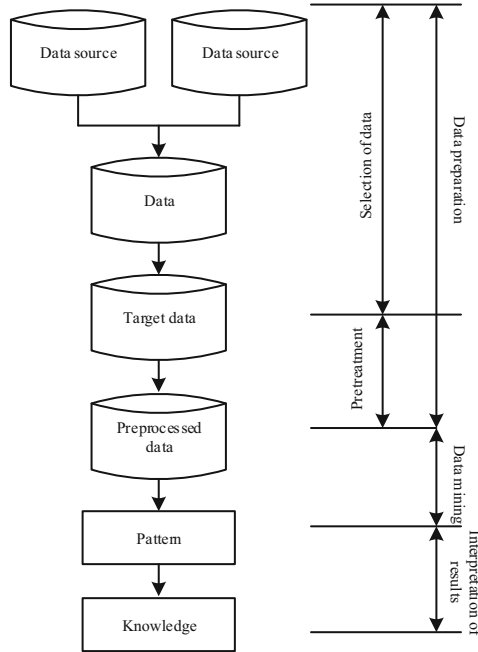 Data source
Data source
Data
Target data
Preprocessed
data
Pattern
Knowledge
Selection of data
Pretreatment
Data preparation
Data mining
Interpretation of
results